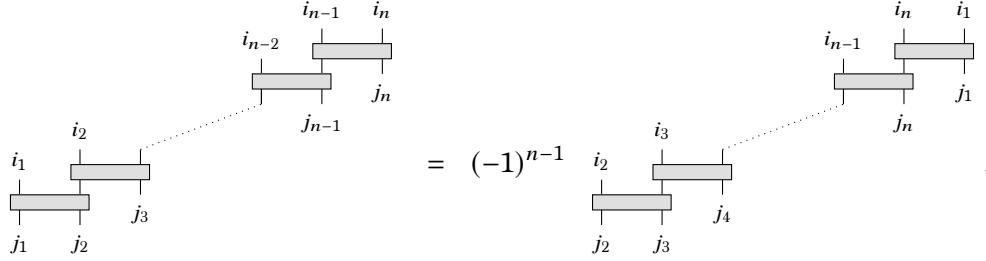 i_{n−1} i_n i_n i_1
i_{n−2} i_{n−1}
j_n j_1
j_{n−1} j_n
i_2 i_3
i_1 = (−1)^{n−1} i_2
j_3 j_4
j_1 j_2 j_2 j_3 .